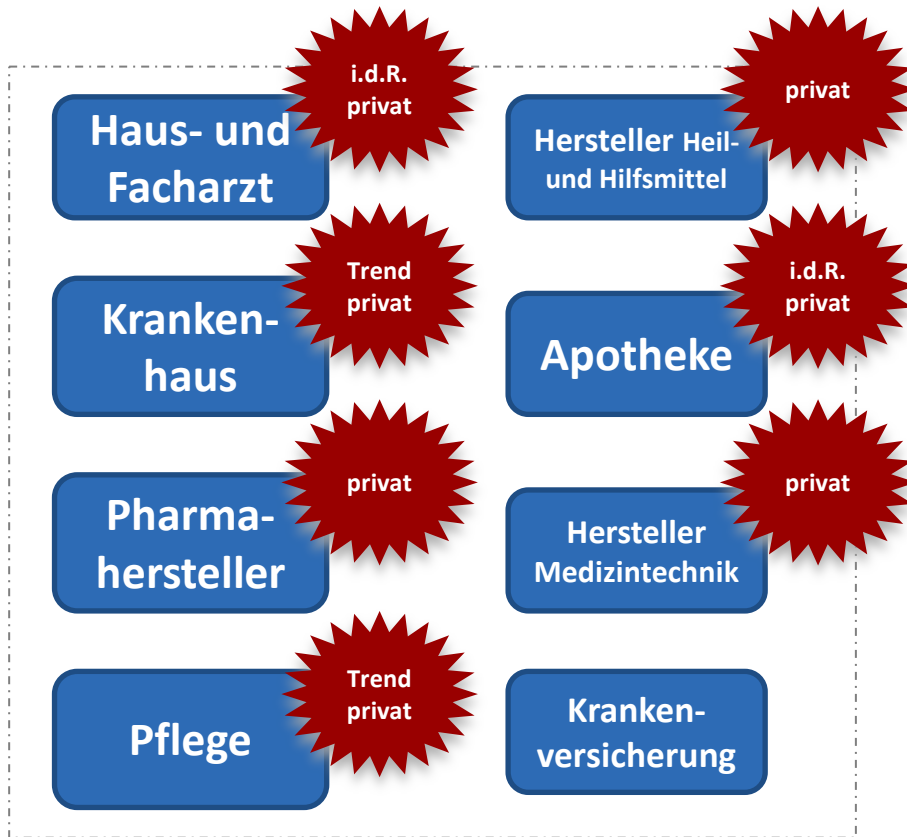 i.d.R.
privat
Haus- und
Facharzt
privat
Hersteller Heil-
und Hilfsmittel
Trend
privat
Kranken-
haus
i.d.R.
privat
Apotheke
privat
Pharma-
hersteller
privat
Hersteller
Medizintechnik
Trend
privat
Pflege
Kranken-
versicherung